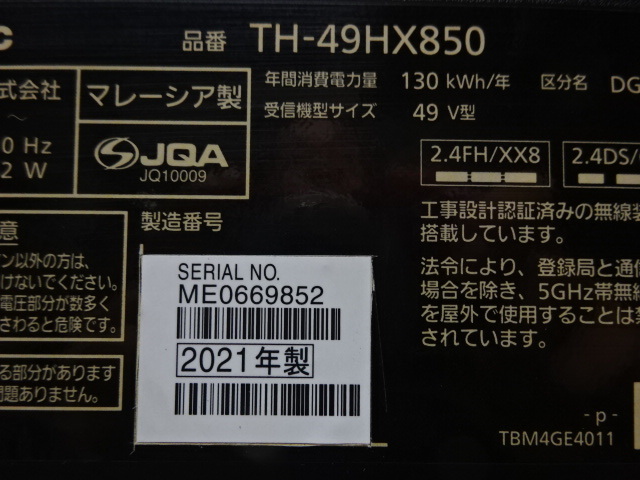 C
品番 TH-49HX850
年間消費電力量 130 kWh/年 区分名 DG
受信機型サイズ 49 V型
式会社
～
0 Hz
2 W
マレーシア製
JQA
JQ10009
2.4FH/XX8
2.4DS/
製造番号
工事設計認証済みの無線
搭載しています。
法令により、登録局と通信
場合を除き、5GHz帯無線
を屋外で使用することは禁
されています。
意
ン以外の方は、
けないでください。
電圧部分が数多く
さわると危険です。
る部分があります
問題ありません。
SERIAL NO.
ME0669852
2021年製
- p -
TBM4GE4011